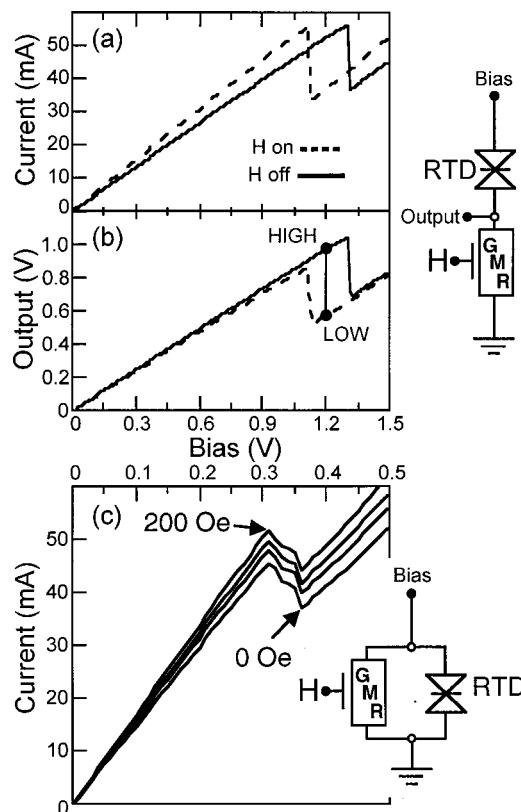 (a)
Current (mA)
50
40
30
20
10
0
H on
H off
(b)
Output (V)
1.0
0.8
0.6
0.4
0.2
0
HIGH
LOW
0 0.3 0.6 0.9 1.2 1.5
Bias (V)
Bias
RTD
Output
H
GMR
0 0.1 0.2 0.3 0.4 0.5
(c)
Current (mA)
50
40
30
20
10
0
200 Oe
0 Oe
Bias
H
GMR
RTD